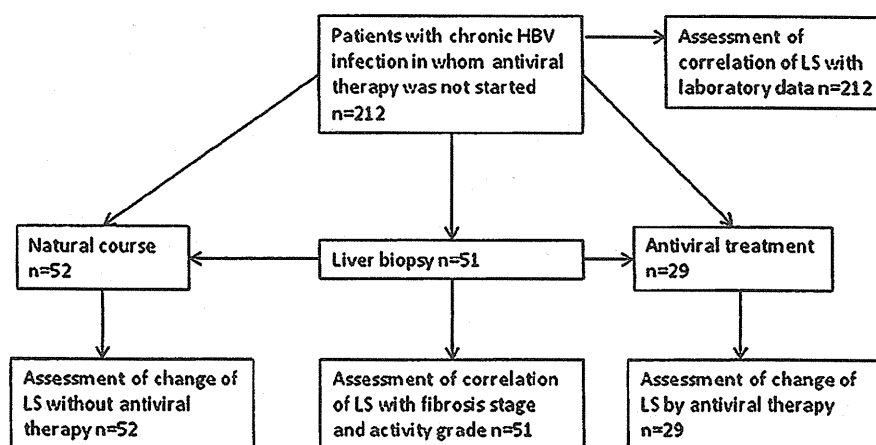 Patients with chronic HBV
infection in whom antiviral
therapy was not started
n=212
Assessment of
correlation of LS with
laboratory data n=212
Natural course
n=52
Liver biopsy n=51
Antiviral treatment
n=29
Assessment of change of
LS without antiviral
therapy n=52
Assessment of correlation
of LS with fibrosis stage
and activity grade n=51
Assessment of change of
LS by antiviral therapy
n=29